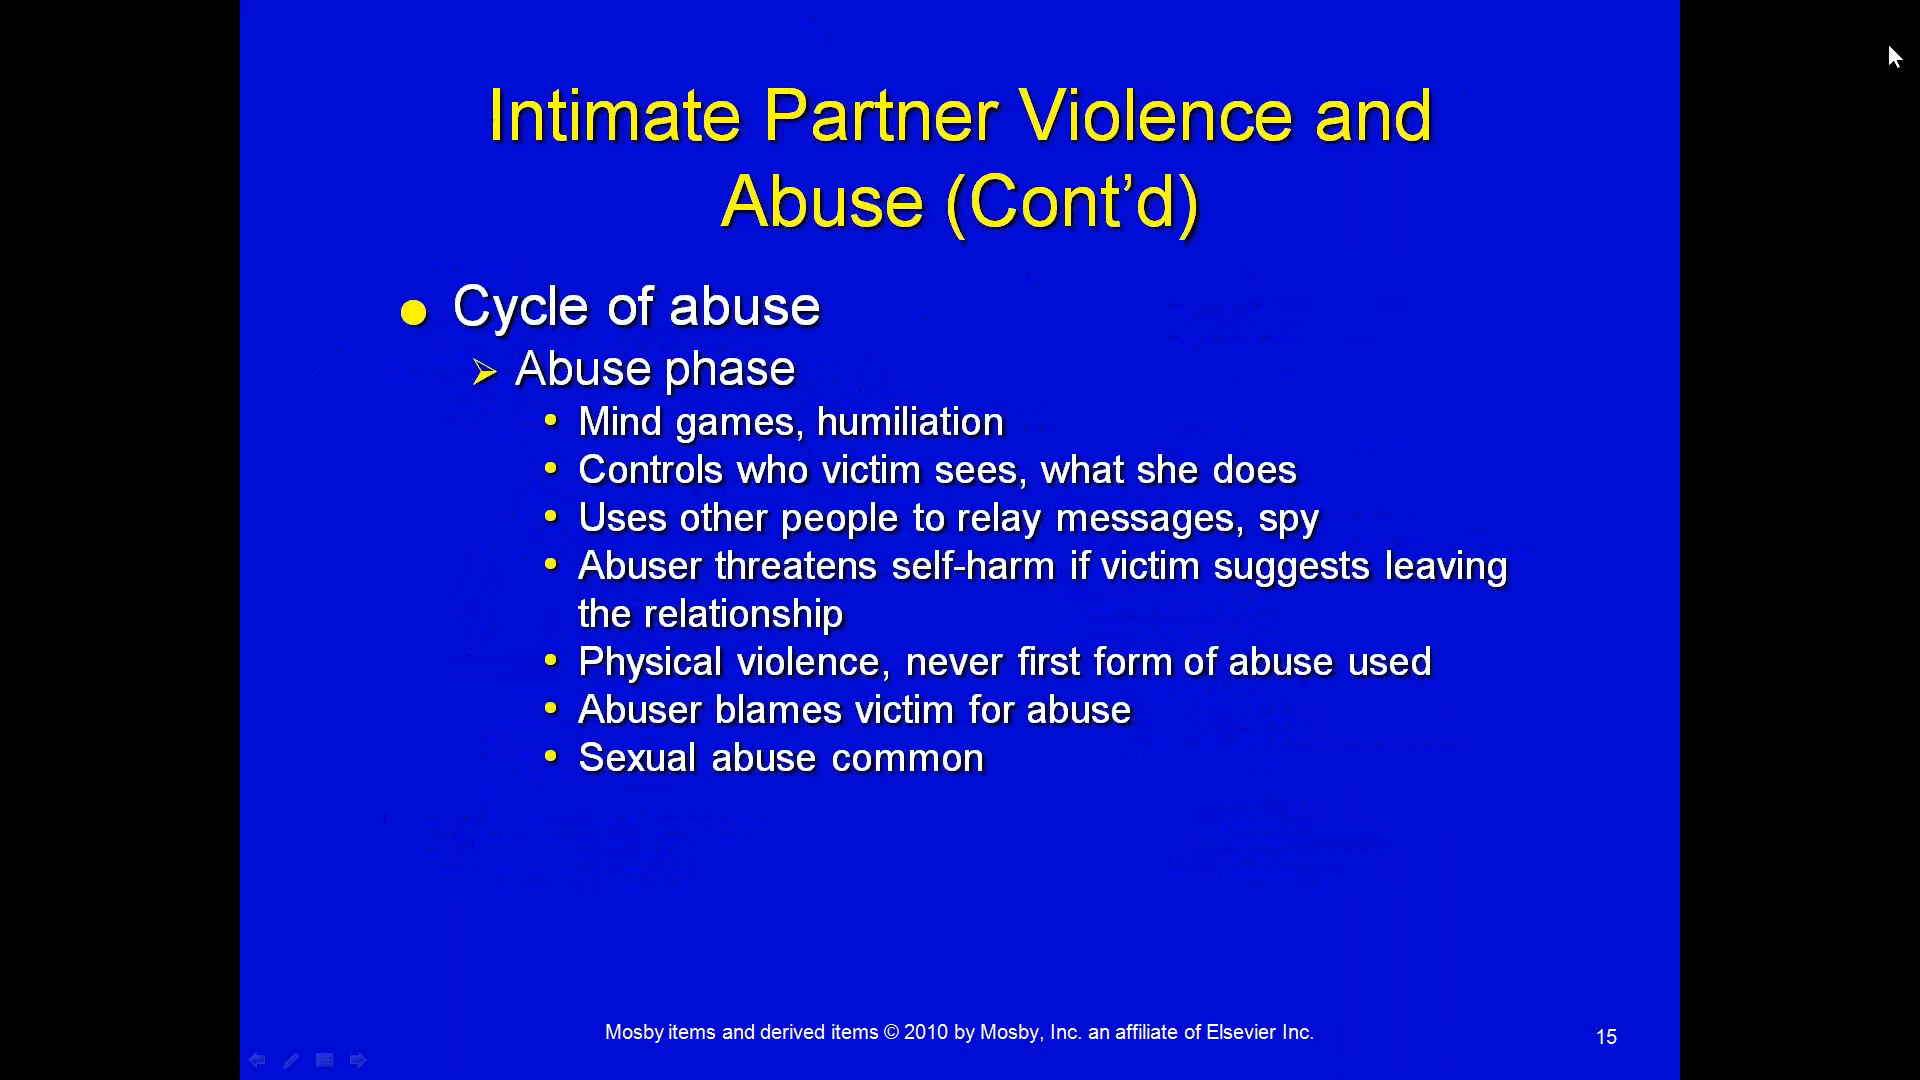 Intimate Partner Violence and
Abuse (Cont’d)
Cycle of abuse
Abuse phase
Mind games, humiliation
Controls who victim sees, what she does
Uses other people to relay messages, spy
Abuser threatens self-harm if victim suggests leaving
the relationship
Physical violence, never first form of abuse used
Abuser blames victim for abuse
Sexual abuse common
Mosby items and derived items © 2010 by Mosby, Inc. an affiliate of Elsevier Inc.
15